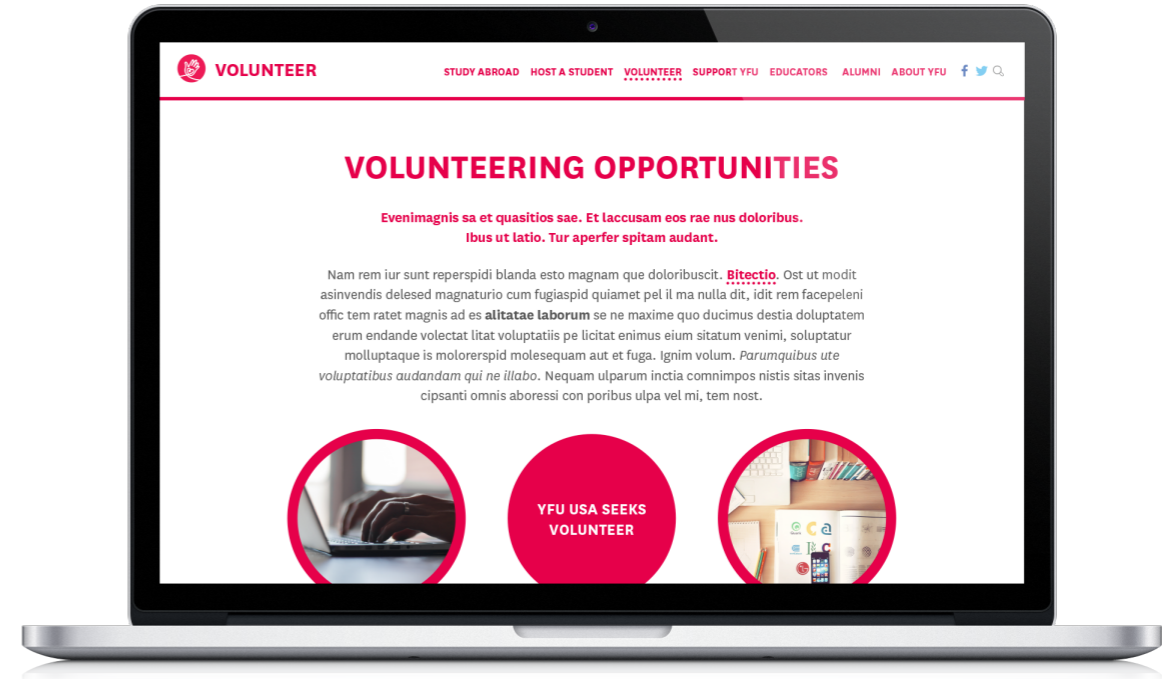 VOLUNTEER
STUDY ABROAD HOST A STUDENT VOLUNTEER SUPPORT YFU EDUCATORS ALUMNI ABOUT YFU
VOLUNTEERING OPPORTUNITIES
Evenimagnis sa et quasitios sae. Et laccusam eos rae nus doloribus.
Ibus ut latio. Tur aperfer spitam audant.
Nam rem iur sunt reperspidi blanda esto magnam que doloribuscit. Bitectio. Ost ut modit
asinvendis delesed magnaturio cum fugiaspid quiamet pel il ma nulla dit, idit rem facepeleni
offic tem ratet magnis ad es alitatae laborum se ne maxime quo ducimus destia doluptatem
erum endande volectat litat voluptatiis pe licitat enimus eium sitatum venimi, soluptatur
molluptaque is molorerspid molesequam aut et fuga. Ignim volum. Parumquibus ute
voluptatibus audandam qui ne illabo. Nequam ulparum inctia comnimpos nistis sitas invenis
cipsanti omnis aboressi con poribus ulpa vel mi, tem nost.
YFU USA SEEKS
VOLUNTEER